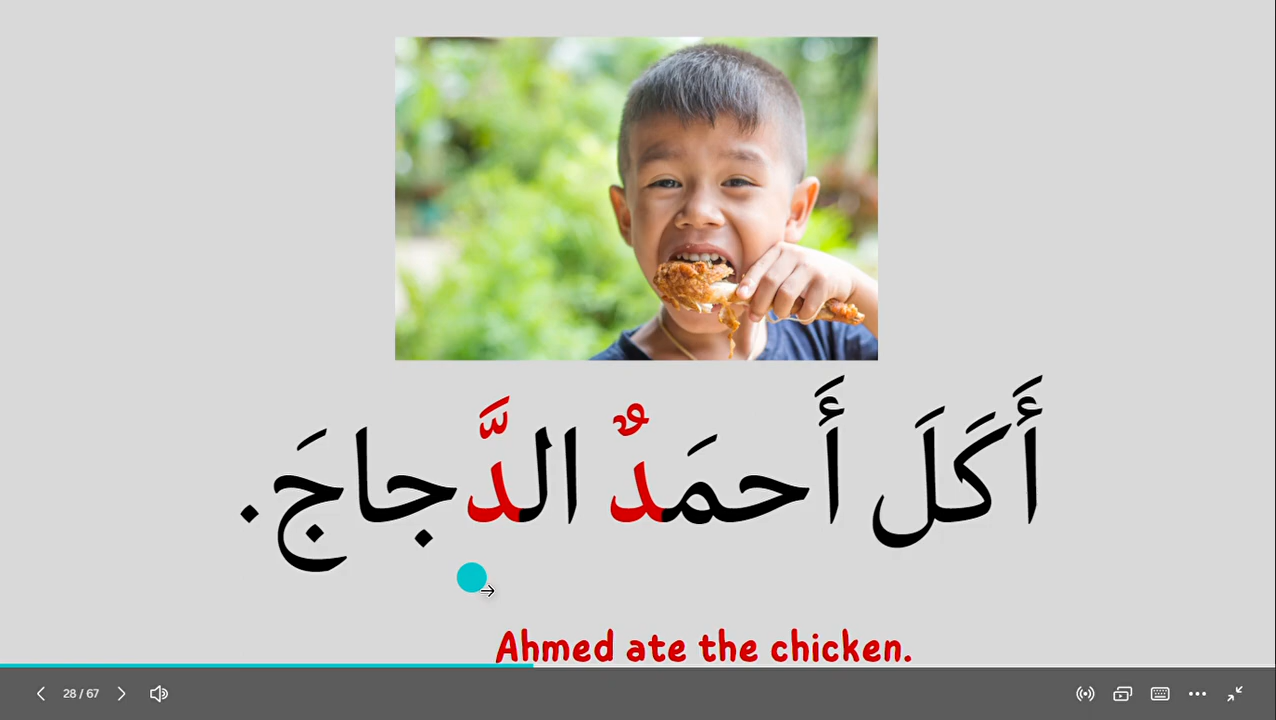 أَكَلَ أَحمَدٌ الدَّجاجَ.
Ahmed ate the chicken.
28 / 67